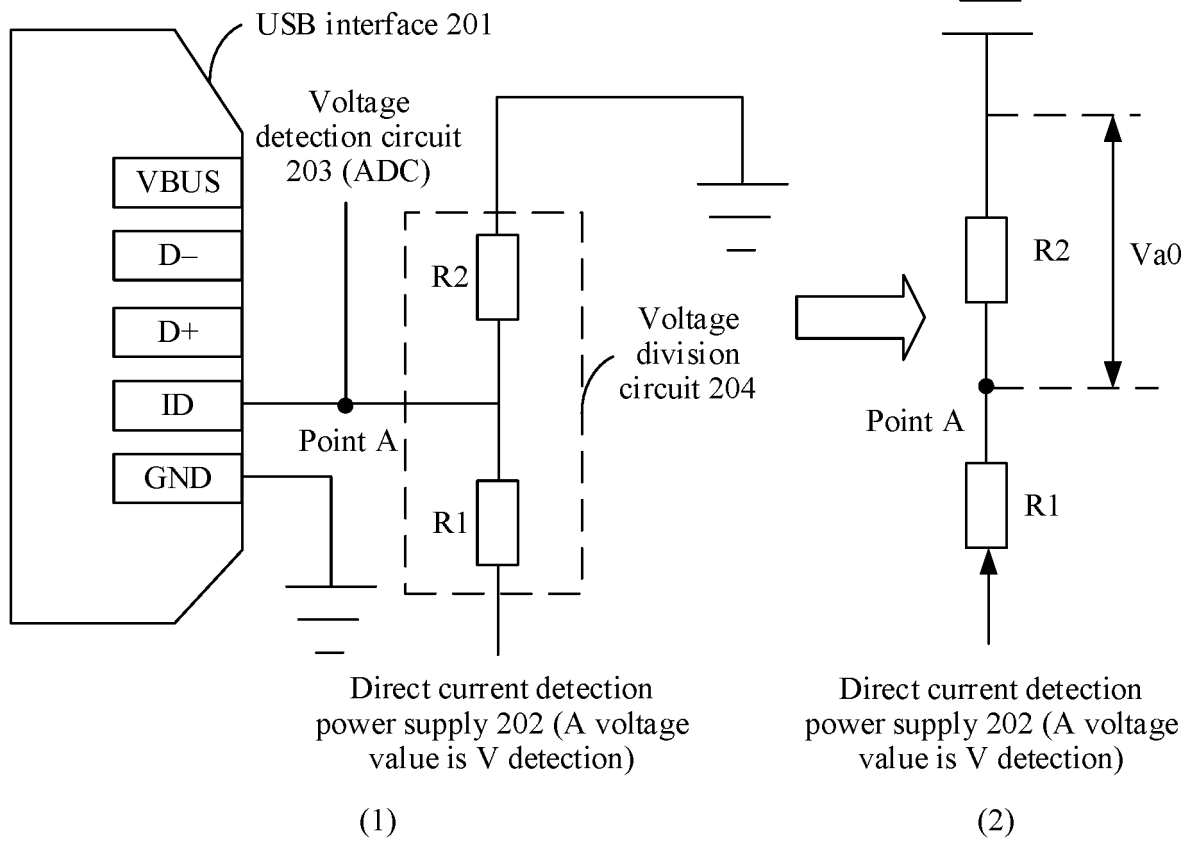 USB interface 201
Voltage
detection circuit
203 (ADC)
VBUS
D–
D+
ID
GND
Point A
R2
R1
Voltage
division
circuit 204
Direct current detection
power supply 202 (A voltage
value is V detection)
(1)
R2
Va0
Point A
R1
Direct current detection
power supply 202 (A voltage
value is V detection)
(2)